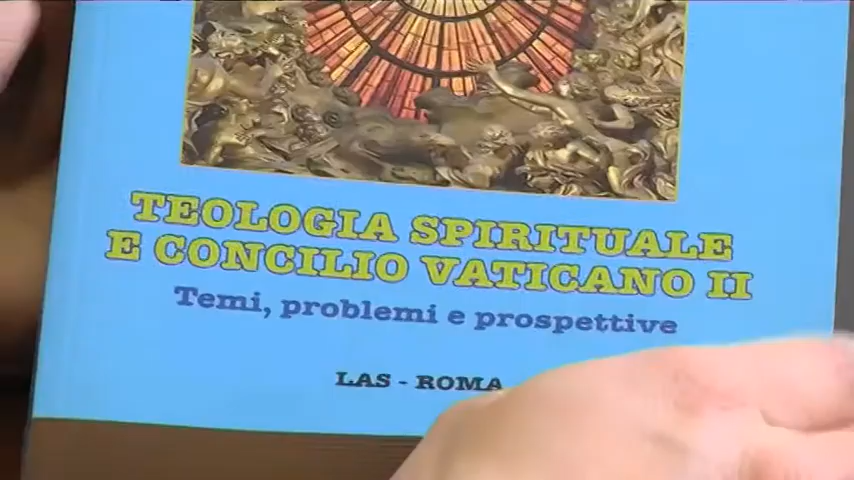 TEOLOGIA SPIRITUALE
E CONCILIO VATICANO II
Temi, problemi e prospettive
LAS - ROMA